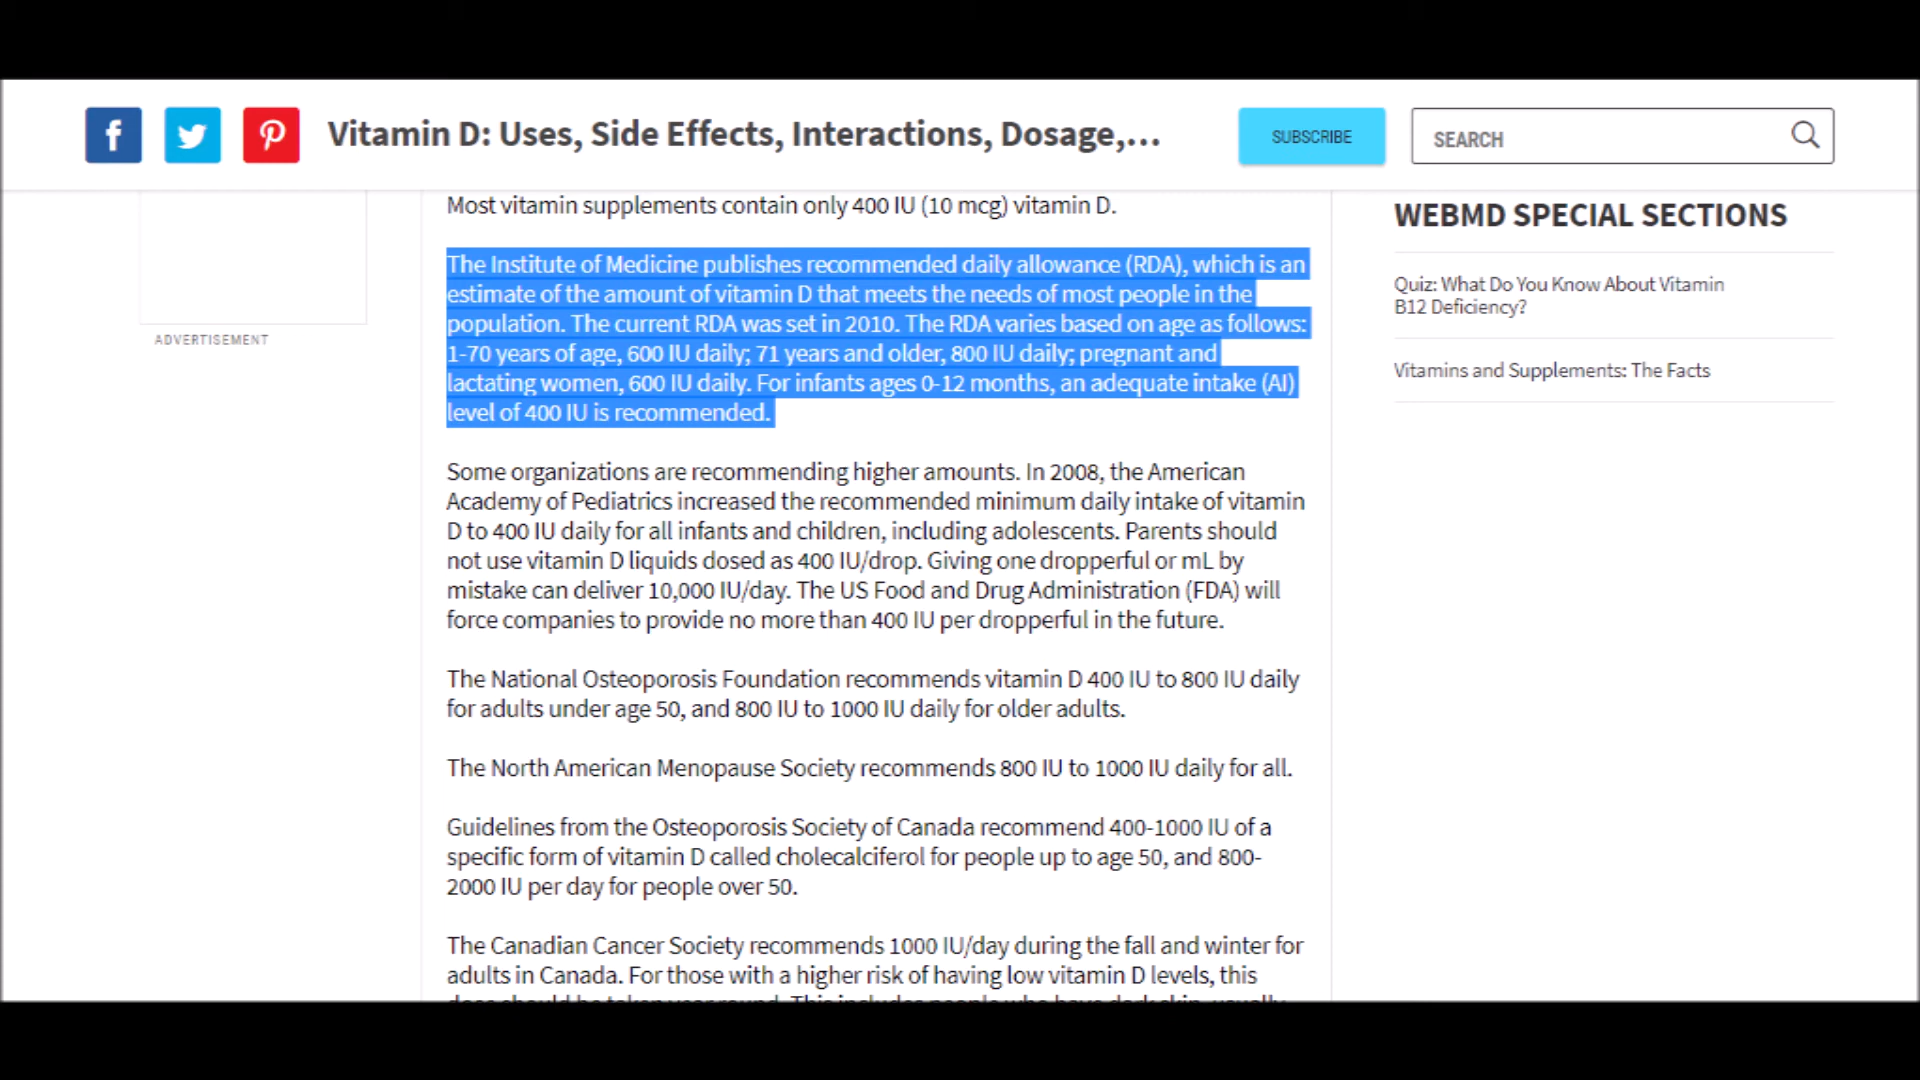 Vitamin D: Uses, Side Effects, Interactions, Dosage,...
SUBSCRIBE
SEARCH
Most vitamin supplements contain only 400 IU (10 mcg) vitamin D.
The Institute of Medicine publishes recommended daily allowance (RDA), which is an
estimate of the amount of vitamin D that meets the needs of most people in the
population. The current RDA was set in 2010. The RDA varies based on age as follows:
1-70 years of age, 600 IU daily; 71 years and older, 800 IU daily; pregnant and
lactating women, 600 IU daily. For infants ages 0-12 months, an adequate intake (AI)
level of 400 IU is recommended.
Some organizations are recommending higher amounts. In 2008, the American
Academy of Pediatrics increased the recommended minimum daily intake of vitamin
D to 400 IU daily for all infants and children, including adolescents. Parents should
not use vitamin D liquids dosed as 400 IU/drop. Giving one dropperful or mL by
mistake can deliver 10,000 IU/day. The US Food and Drug Administration (FDA) will
force companies to provide no more than 400 IU per dropperful in the future.
The National Osteoporosis Foundation recommends vitamin D 400 IU to 800 IU daily
for adults under age 50, and 800 IU to 1000 IU daily for older adults.
The North American Menopause Society recommends 800 IU to 1000 IU daily for all.
Guidelines from the Osteoporosis Society of Canada recommend 400-1000 IU of a
specific form of vitamin D called cholecalciferol for people up to age 50, and 800-
2000 IU per day for people over 50.
The Canadian Cancer Society recommends 1000 IU/day during the fall and winter for
adults in Canada. For those with a higher risk of having low vitamin D levels, this
dose should be taken year round. This includes people who have dark skin, usually
ADVERTISEMENT
WEBMD SPECIAL SECTIONS
Quiz: What Do You Know About Vitamin
B12 Deficiency?
Vitamins and Supplements: The Facts